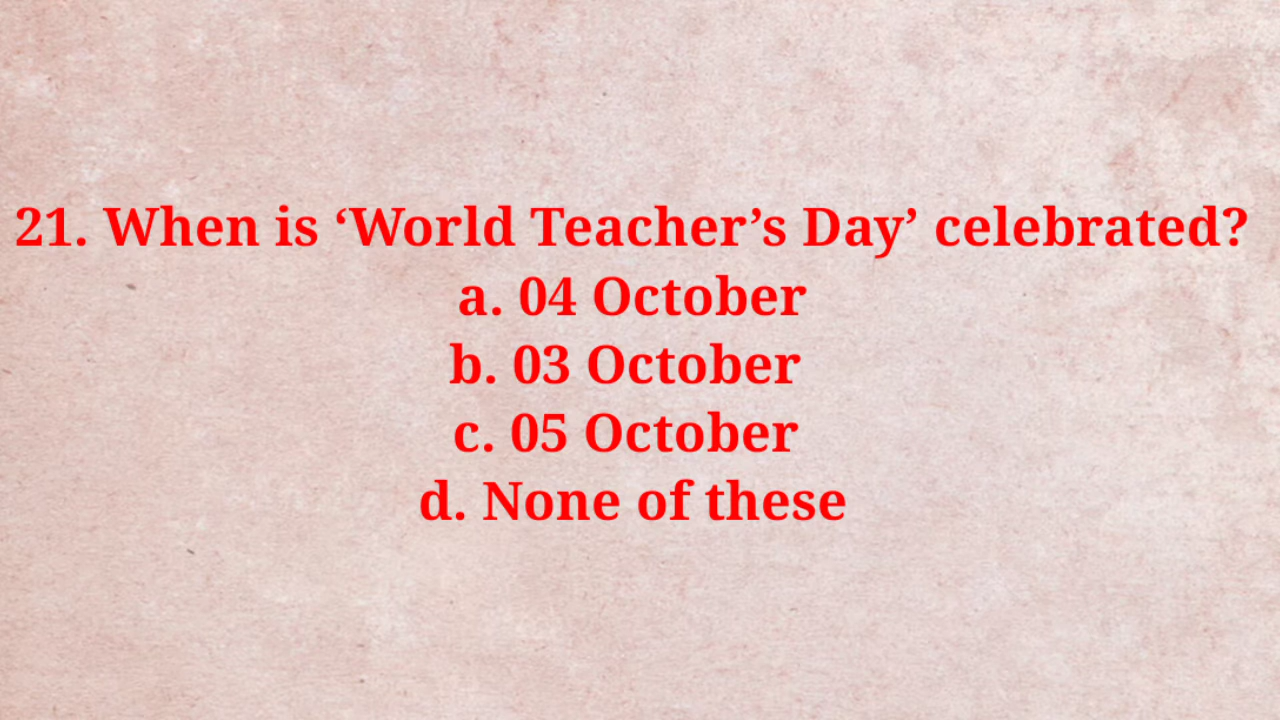 21. When is ‘World Teacher’s Day’ celebrated?
a. 04 October
b. 03 October
c. 05 October
d. None of these